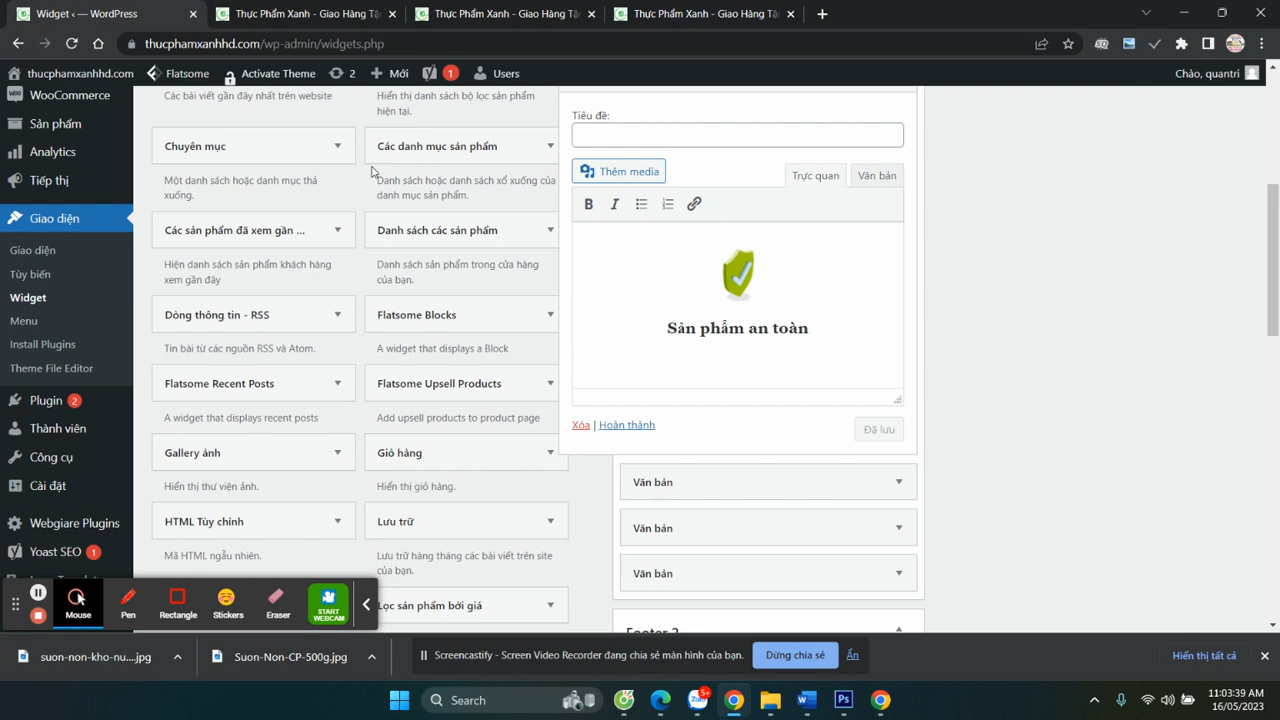 Widget ‹ — WordPress
Thực Phẩm Xanh - Giao Hàng Tậ
Thực Phẩm Xanh - Giao Hàng Tậ
Thực Phẩm Xanh - Giao Hàng Tậ
thucphamxanhhd.com/wp-admin/widgets.php
thucphamxanhhd.com
Flatsome
Activate Theme
2
Mới
1
Users
Chào, quantri
WooCommerce
Sản phẩm
Analytics
Tiếp thị
Giao diện
Giao diện
Tùy biến
Widget
Menu
Install Plugins
Theme File Editor
Plugin 2
Thành viên
Công cụ
Cài đặt
Webgiare Plugins
Yoast SEO 1
Các bài viết gần đây nhất trên website
Hiển thị danh sách bộ lọc sản phẩm
hiện tại.
Chuyên mục
Các danh mục sản phẩm
Một danh sách hoặc danh mục thả
xuống.
Danh sách hoặc danh sách xổ xuống của
danh mục sản phẩm.
Các sản phẩm đã xem gần ...
Danh sách các sản phẩm
Hiện danh sách sản phẩm khách hàng
xem gần đây
Danh sách sản phẩm trong cửa hàng
của bạn.
Dòng thông tin - RSS
Flatsome Blocks
Tin bài từ các nguồn RSS và Atom.
A widget that displays a Block
Flatsome Recent Posts
Flatsome Upsell Products
A widget that displays recent posts
Add upsell products to product page
Gallery ảnh
Giỏ hàng
Hiển thị thư viện ảnh.
Hiển thị giỏ hàng.
HTML Tùy chỉnh
Lưu trữ
Mã HTML ngẫu nhiên.
Lưu trữ hàng tháng các bài viết trên site
của bạn.
Lọc sản phẩm bởi giá
Tiêu đề:
Thêm media
Trực quan
Văn bản
B I
Sản phẩm an toàn
Xóa | Hoàn thành
Đã lưu
Văn bản
Văn bản
Văn bản
Footer 2
Mouse
Pen
Rectangle
Stickers
Eraser
START
WEBCAM
suon-non-kho-nu....jpg
Suon-Non-CP-500g.jpg
Screencastify - Screen Video Recorder đang chia sẻ màn hình của bạn.
Dừng chia sẻ
Ẩn
Hiển thị tất cả
Search
Zalo
5+
W
Ps
11:03:39 AM
16/05/2023